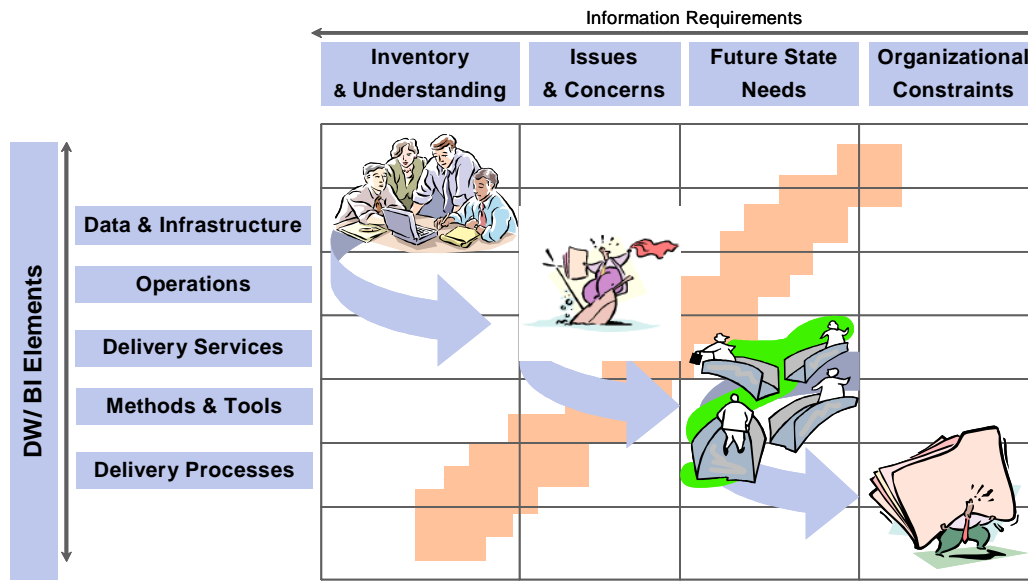 Information Requirements
Inventory
& Understanding
Issues
& Concerns
Future State
Needs
Organizational
Constraints
DW/ BI Elements
Data & Infrastructure
Operations
Delivery Services
Methods & Tools
Delivery Processes